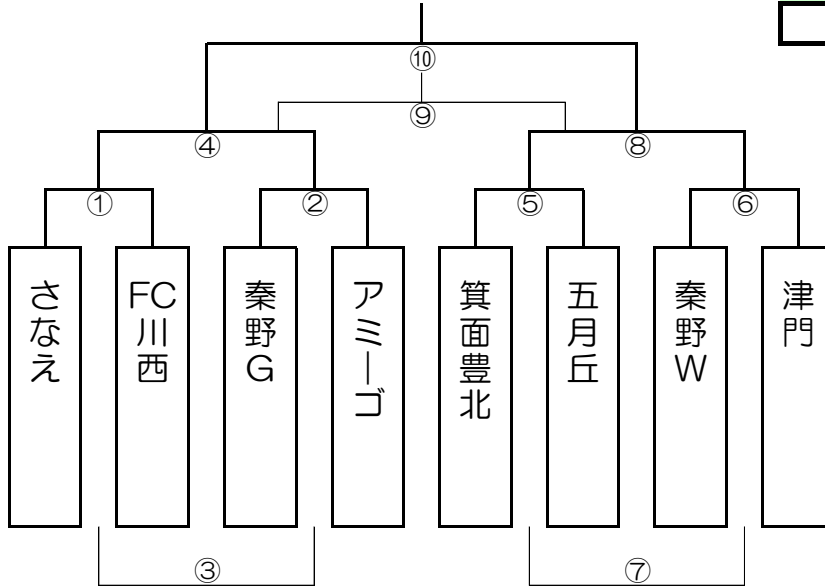 ⑩
⑨
④
⑧
①
②
⑤
⑥
さなえ
FC川西
秦野G
アミーゴ
箕面豊北
五月丘
秦野W
津門
③
⑦